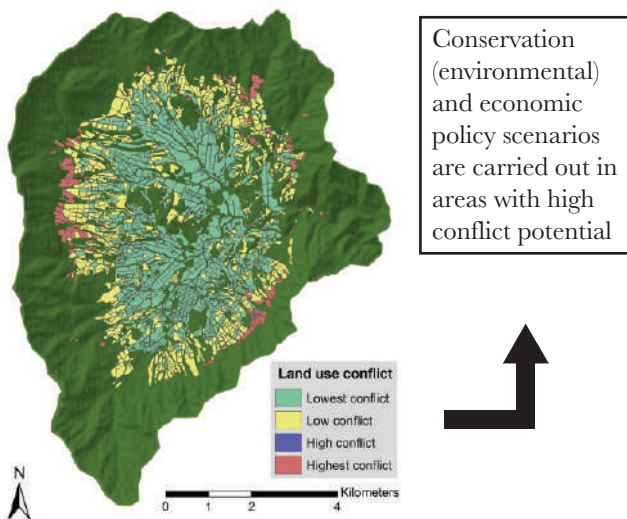 Conservation
(environmental)
and economic
policy scenarios
are carried out in
areas with high
conflict potential
Land use conflict
Lowest conflict
Low conflict
High conflict
Highest conflict
N
Kilometers
0 1 2 4